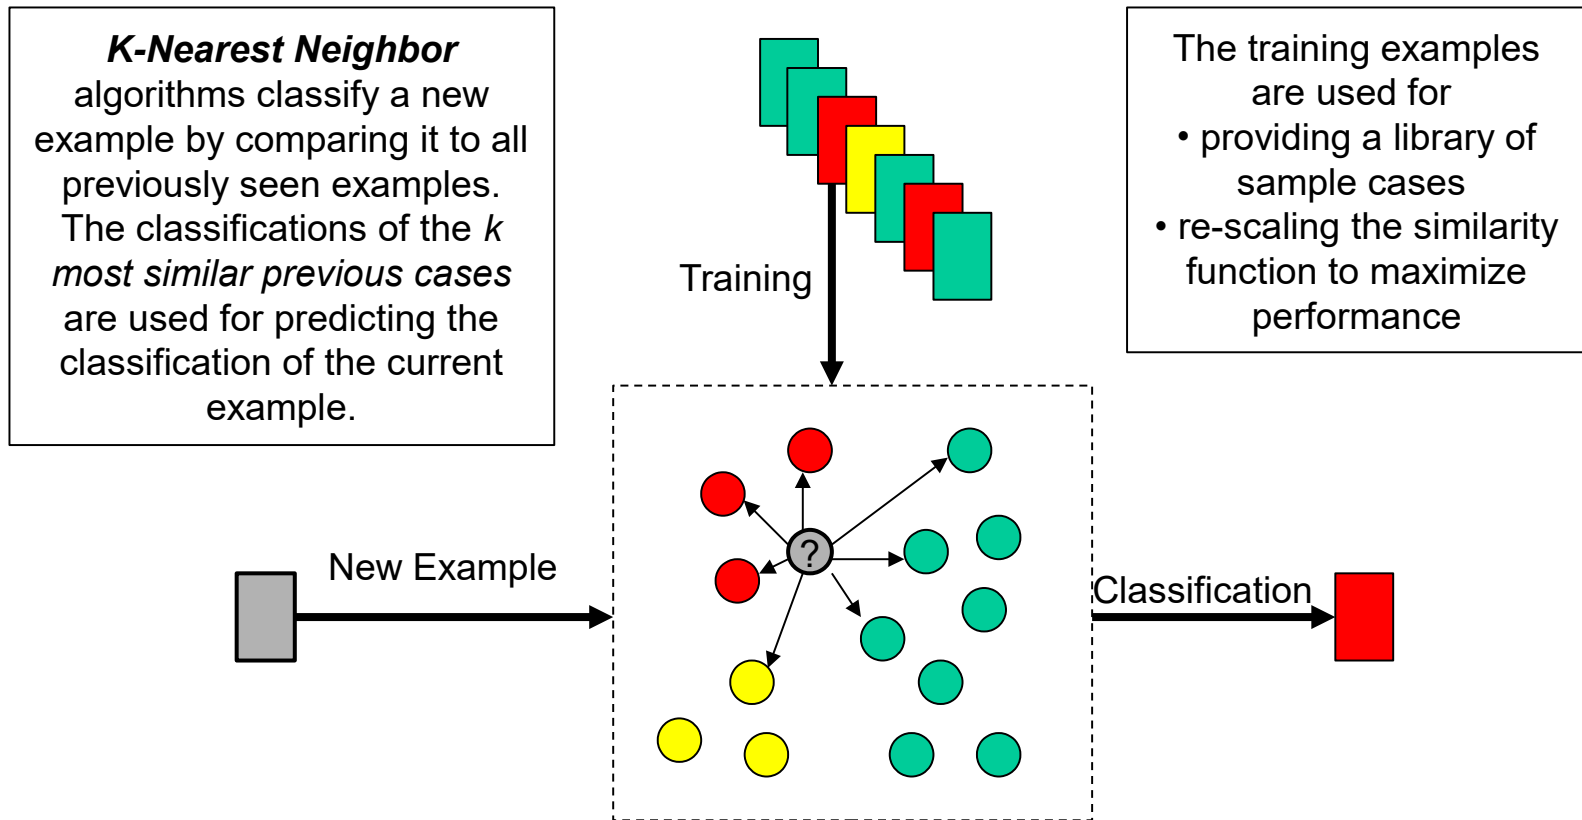 K-Nearest Neighbor
algorithms classify a new
example by comparing it to all
previously seen examples.
The classifications of the k
most similar previous cases
are used for predicting the
classification of the current
example.
The training examples
are used for
• providing a library of
sample cases
• re-scaling the similarity
function to maximize
performance
Training
?
New Example
Classification